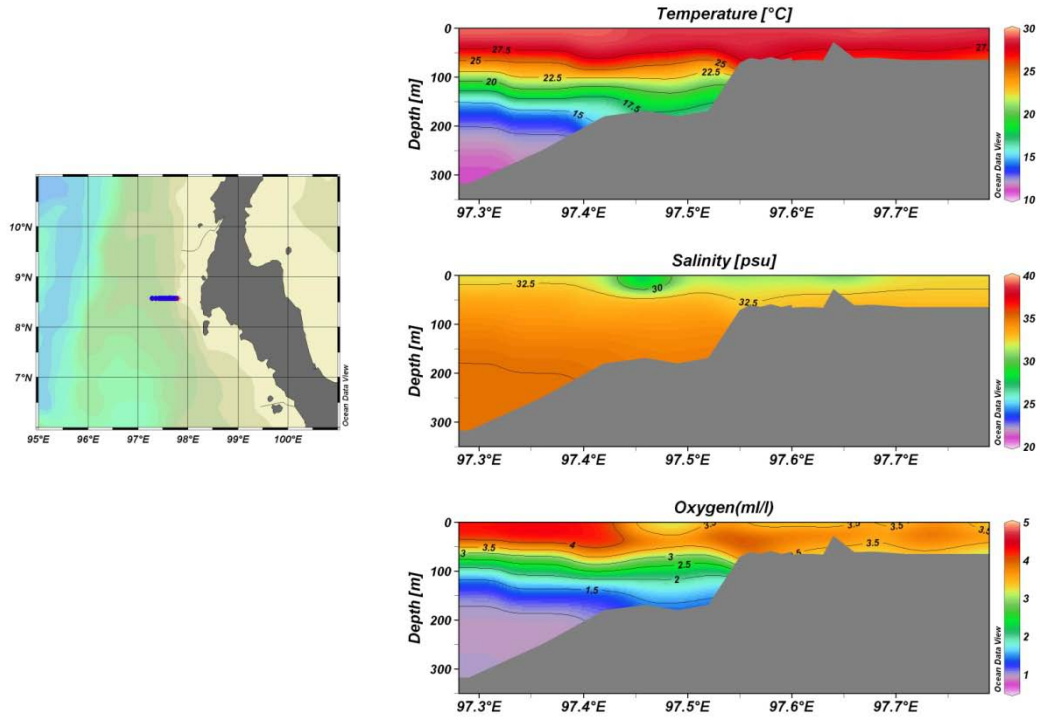 10°N
9°N
8°N
7°N
95°E 96°E 97°E 98°E 99°E 100°E
Ocean Data View
Temperature [°C]
Depth [m]
0
100
200
300
27.5
25
22.5
20
25
22.5
17.5
15
27.
97.3°E 97.4°E 97.5°E 97.6°E 97.7°E
Ocean Data View
30
25
20
15
10
Salinity [psu]
Depth [m]
0
100
200
300
32.5
30
32.5
97.3°E 97.4°E 97.5°E 97.6°E 97.7°E
Ocean Data View
40
35
30
25
20
Oxygen(ml/l)
Depth [m]
0
100
200
300
3
3.5
4
3.5
3
2.5
2
1.5
3.5
3.5
3.5
.5
97.3°E 97.4°E 97.5°E 97.6°E 97.7°E
Ocean Data View
5
4
3
2
1